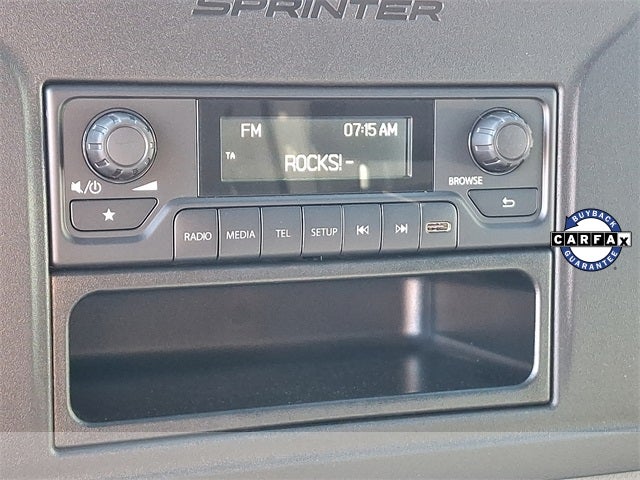 SPRINTER
FM 07:15 AM
TA
ROCKS!-
BROWSE
RADIO MEDIA TEL SETUP
BUYBACK
CARFAX
GUARANTEE